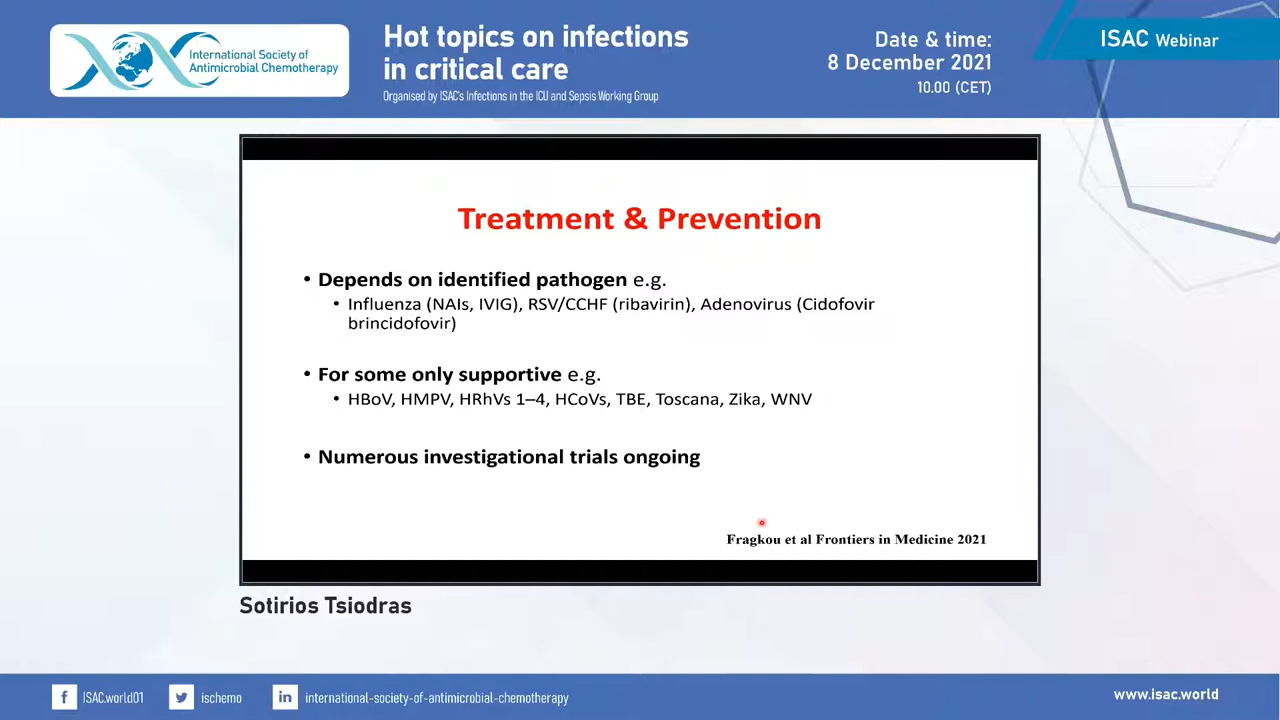 International Society of
Antimicrobial Chemotherapy
Hot topics on infections
in critical care
Organised by ISAC's Infections in the ICU and Sepsis Working Group
Date & time:
8 December 2021
10.00 (CET)
ISAC Webinar
Treatment & Prevention
• Depends on identified pathogen e.g.
• Influenza (NAIs, IVIG), RSV/CCHF (ribavirin), Adenovirus (Cidofovir
brincidofovir)
• For some only supportive e.g.
• HBoV, HMPV, HRhVs 1–4, HCoVs, TBE, Toscana, Zika, WNV
• Numerous investigational trials ongoing
Fragkou et al Frontiers in Medicine 2021
Sotirios Tsiodras
ISAC.world01
ischemo
international-society-of-antimicrobial-chemotherapy
www.isac.world